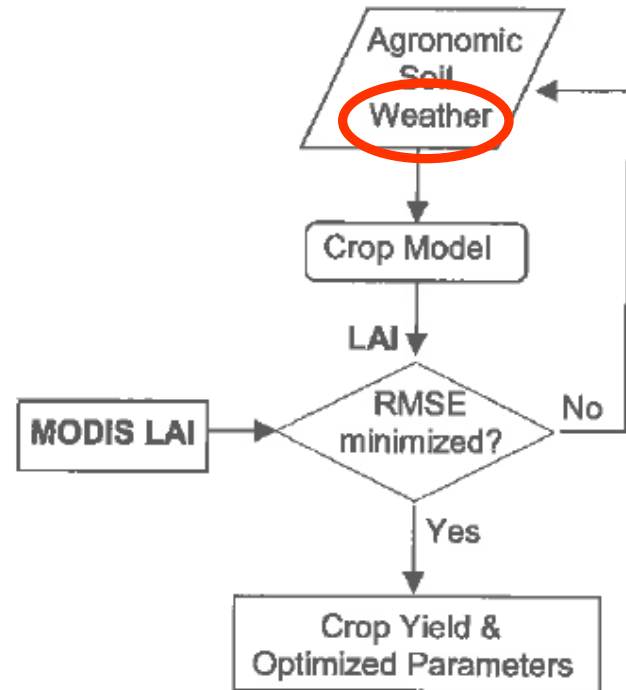 Agronomic
Soil
Weather
Crop Model
LAI
MODIS LAI
RMSE
minimized?
No
Yes
Crop Yield &
Optimized Parameters